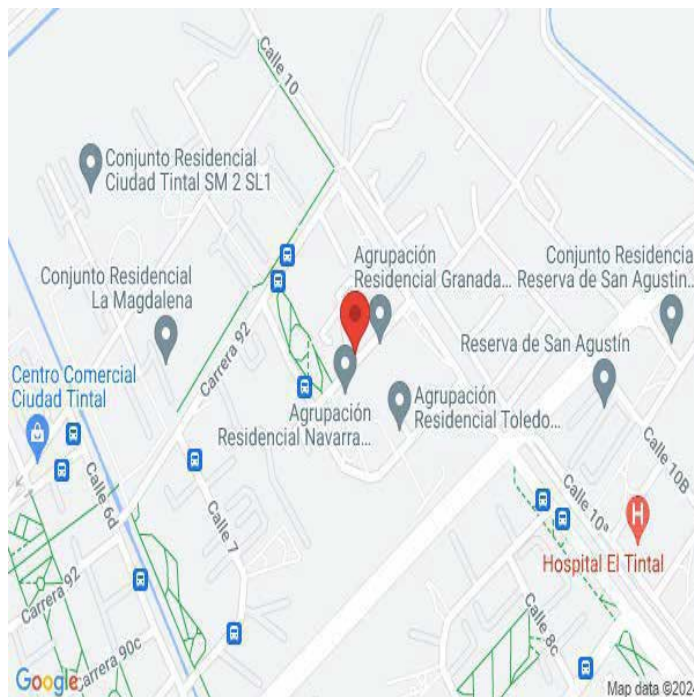 Calle 10
Conjunto Residencial
Ciudad Tintal SM 2 SL1
Agrupación
Residencial Granada...
Conjunto Residencia
Reserva de San Agustin...
Conjunto Residencial
La Magdalena
Carrera 92
Reserva de San Agustín
Centro Comercial
Ciudad Tintal
Agrupación
Residencial Navarra...
Agrupación
Residencial Toledo...
Calle 10B
Calle 6d
Calle 7
Calle 10ª
H
Hospital El Tintal
Carrera 92
Calle 8c
Carrera 90c
Google
Map data ©202